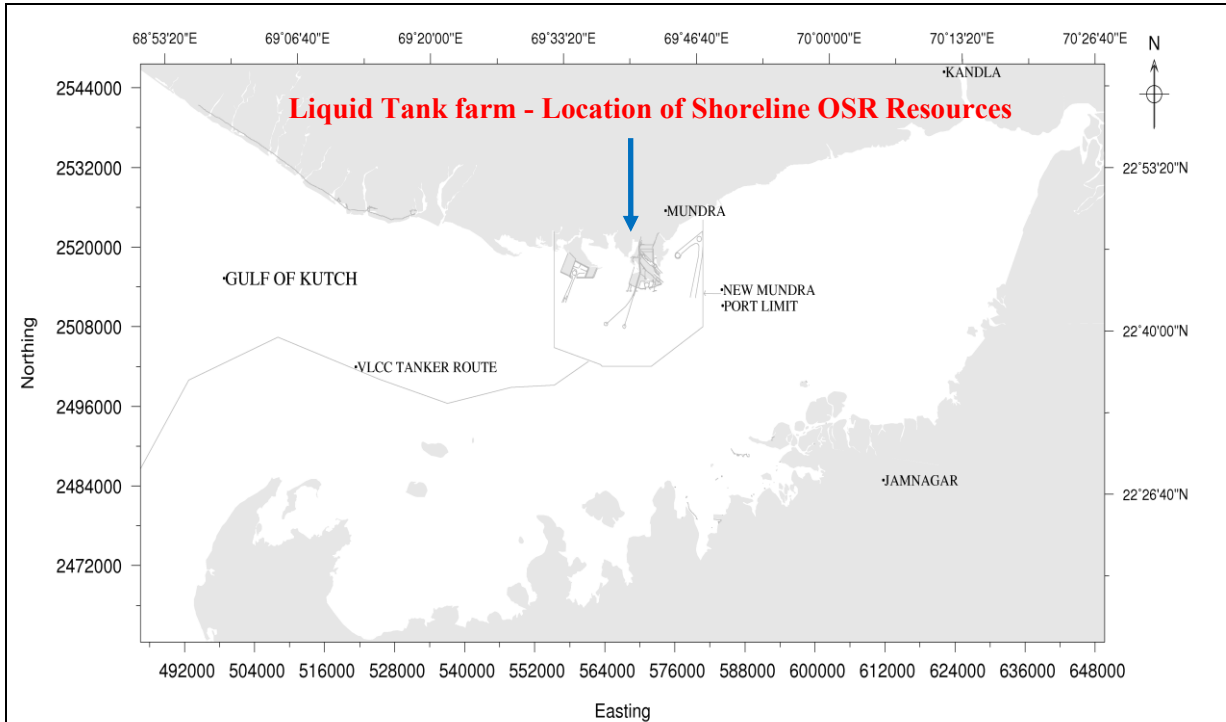 68°53'20"E 69°06'40"E 69°20'00"E 69°33'20"E 69°46'40"E 70°00'00"E 70°13'20"E 70°26'40"E
N
KANDLA
2544000
Liquid Tank farm - Location of Shoreline OSR Resources
2532000
22°53'20"N
MUNDRA
2520000
GULF OF KUTCH
NEW MUNDRA
PORT LIMIT
2508000
22°40'00"N
Northing
VLCC TANKER ROUTE
2496000
2484000
JAMNAGAR
22°26'40"N
2472000
492000 504000 516000 528000 540000 552000 564000 576000 588000 600000 612000 624000 636000 648000
Easting